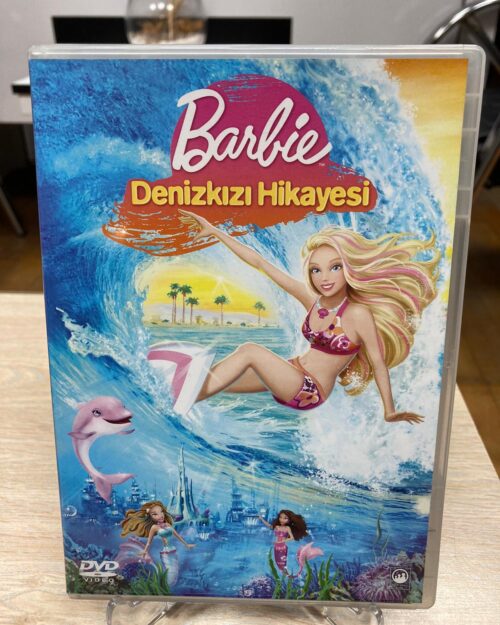 Barbie
Denizkızı Hikayesi
DVD
VIDEO